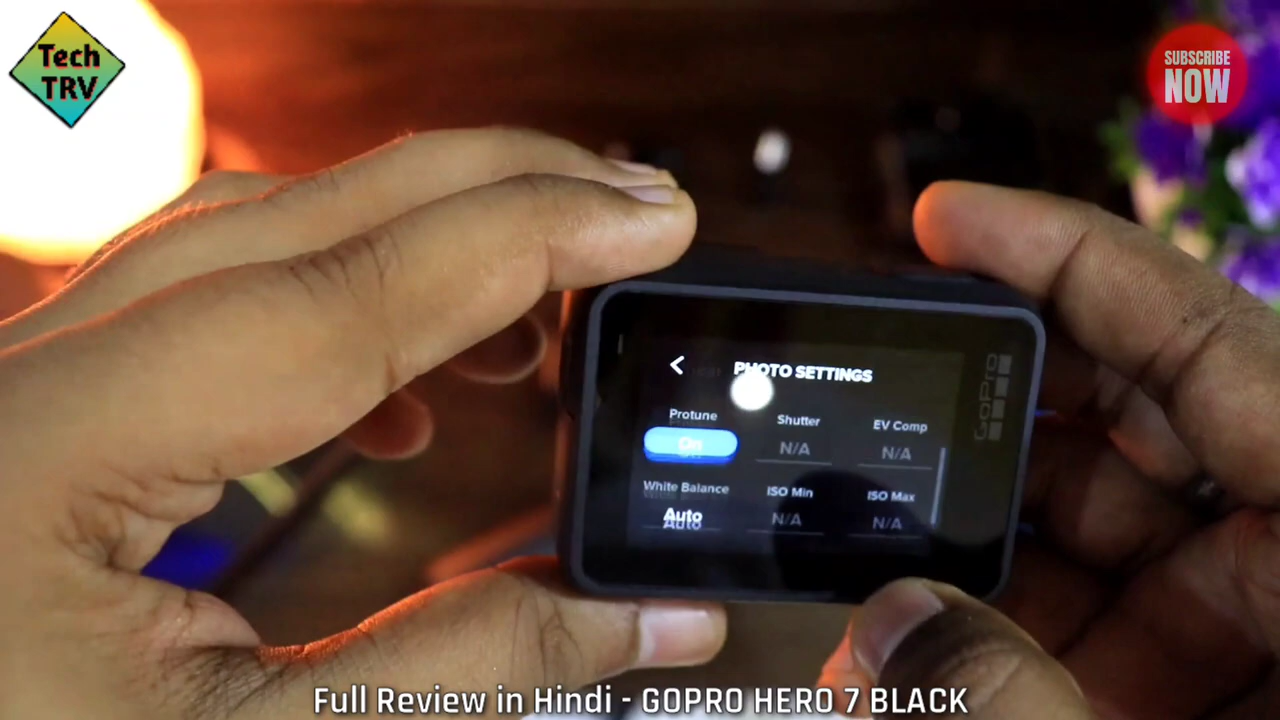 Tech
TRV
SUBSCRIBE
NOW
PHOTO SETTINGS
Protune
Shutter
EV Comp
On
N/A
N/A
White Balance
ISO Min
ISO Max
Auto
N/A
N/A
GoPro
Full Review in Hindi - GOPRO HERO 7 BLACK